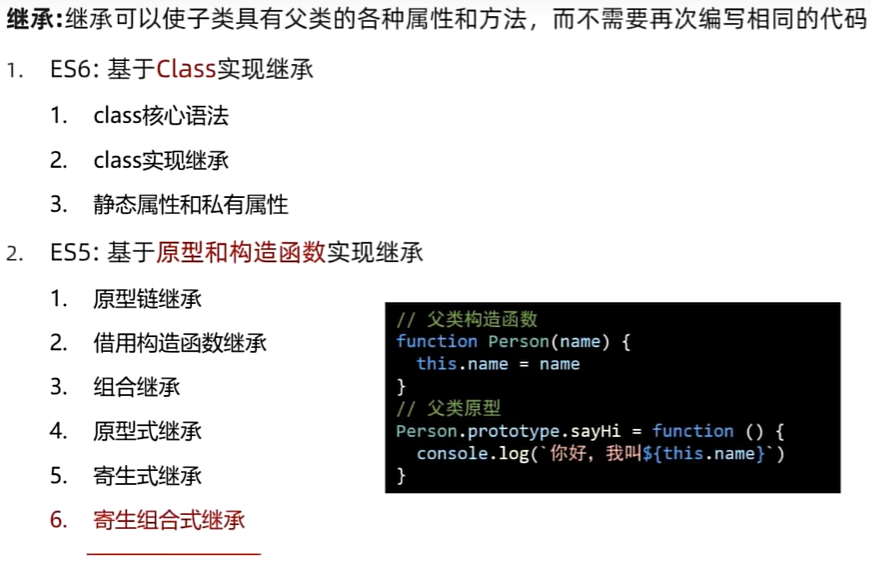 继承:继承可以使子类具有父类的各种属性和方法，而不需要再次编写相同的代码
1. ES6: 基于Class实现继承
1. class核心语法
2. class实现继承
3. 静态属性和私有属性
2. ES5: 基于原型和构造函数实现继承
1. 原型链继承
2. 借用构造函数继承
3. 组合继承
4. 原型式继承
5. 寄生式继承
6. 寄生组合式继承
// 父类构造函数
function Person(name) {
  this.name = name
}
// 父类原型
Person.prototype.sayHi = function () {
  console.log(`你好，我叫${this.name}`)
}